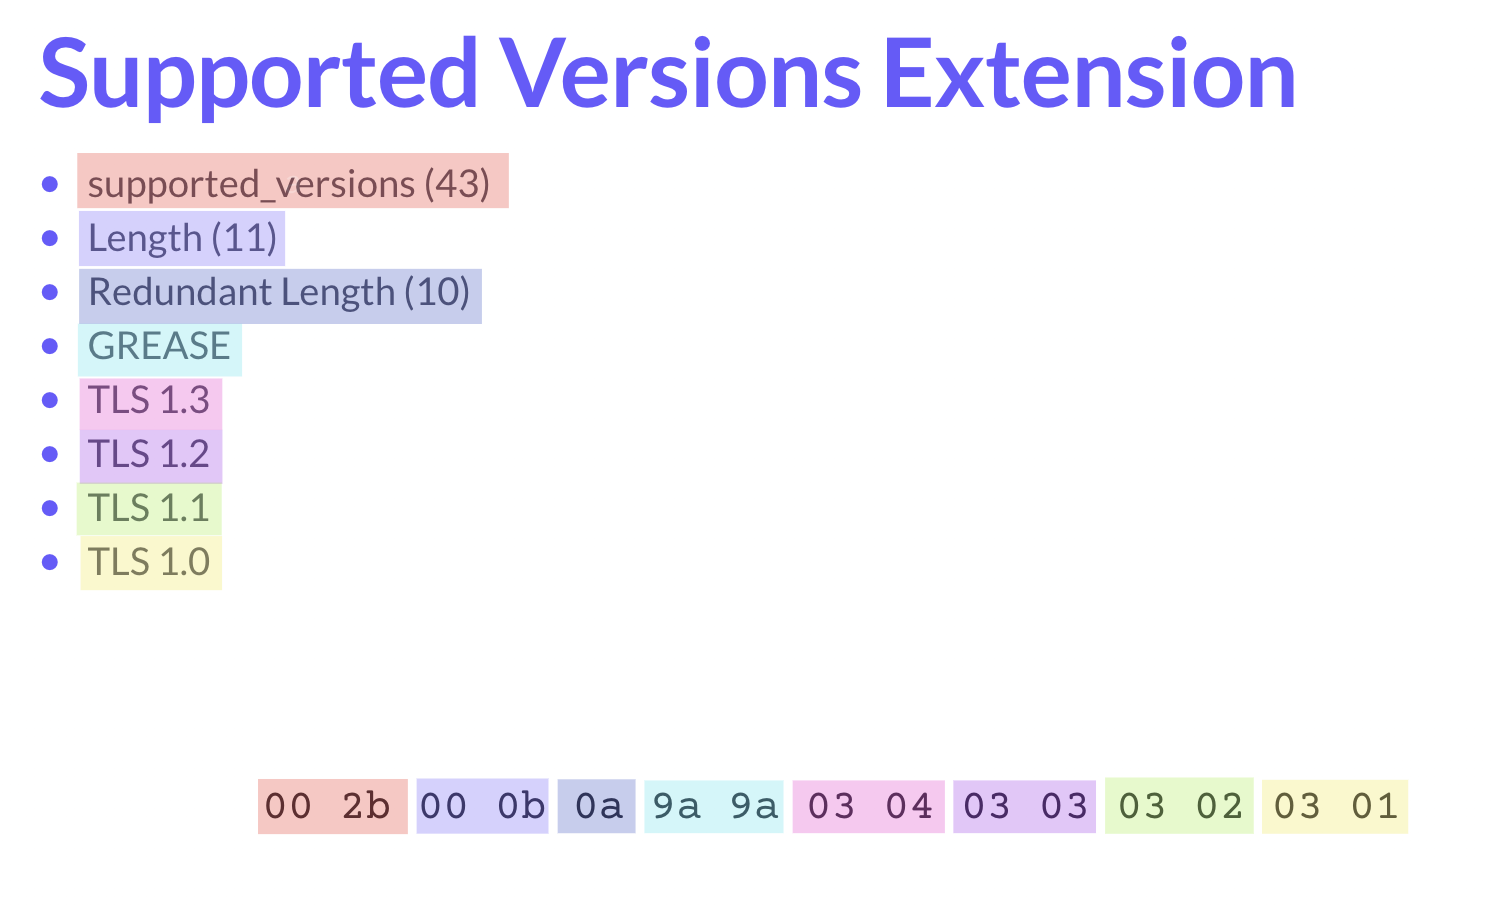 Supported Versions Extension
• supported_versions (43)
• Length (11)
• Redundant Length (10)
• GREASE
• TLS 1.3
• TLS 1.2
• TLS 1.1
• TLS 1.0
00 2b 00 0b 0a 9a 9a 03 04 03 03 03 02 03 01